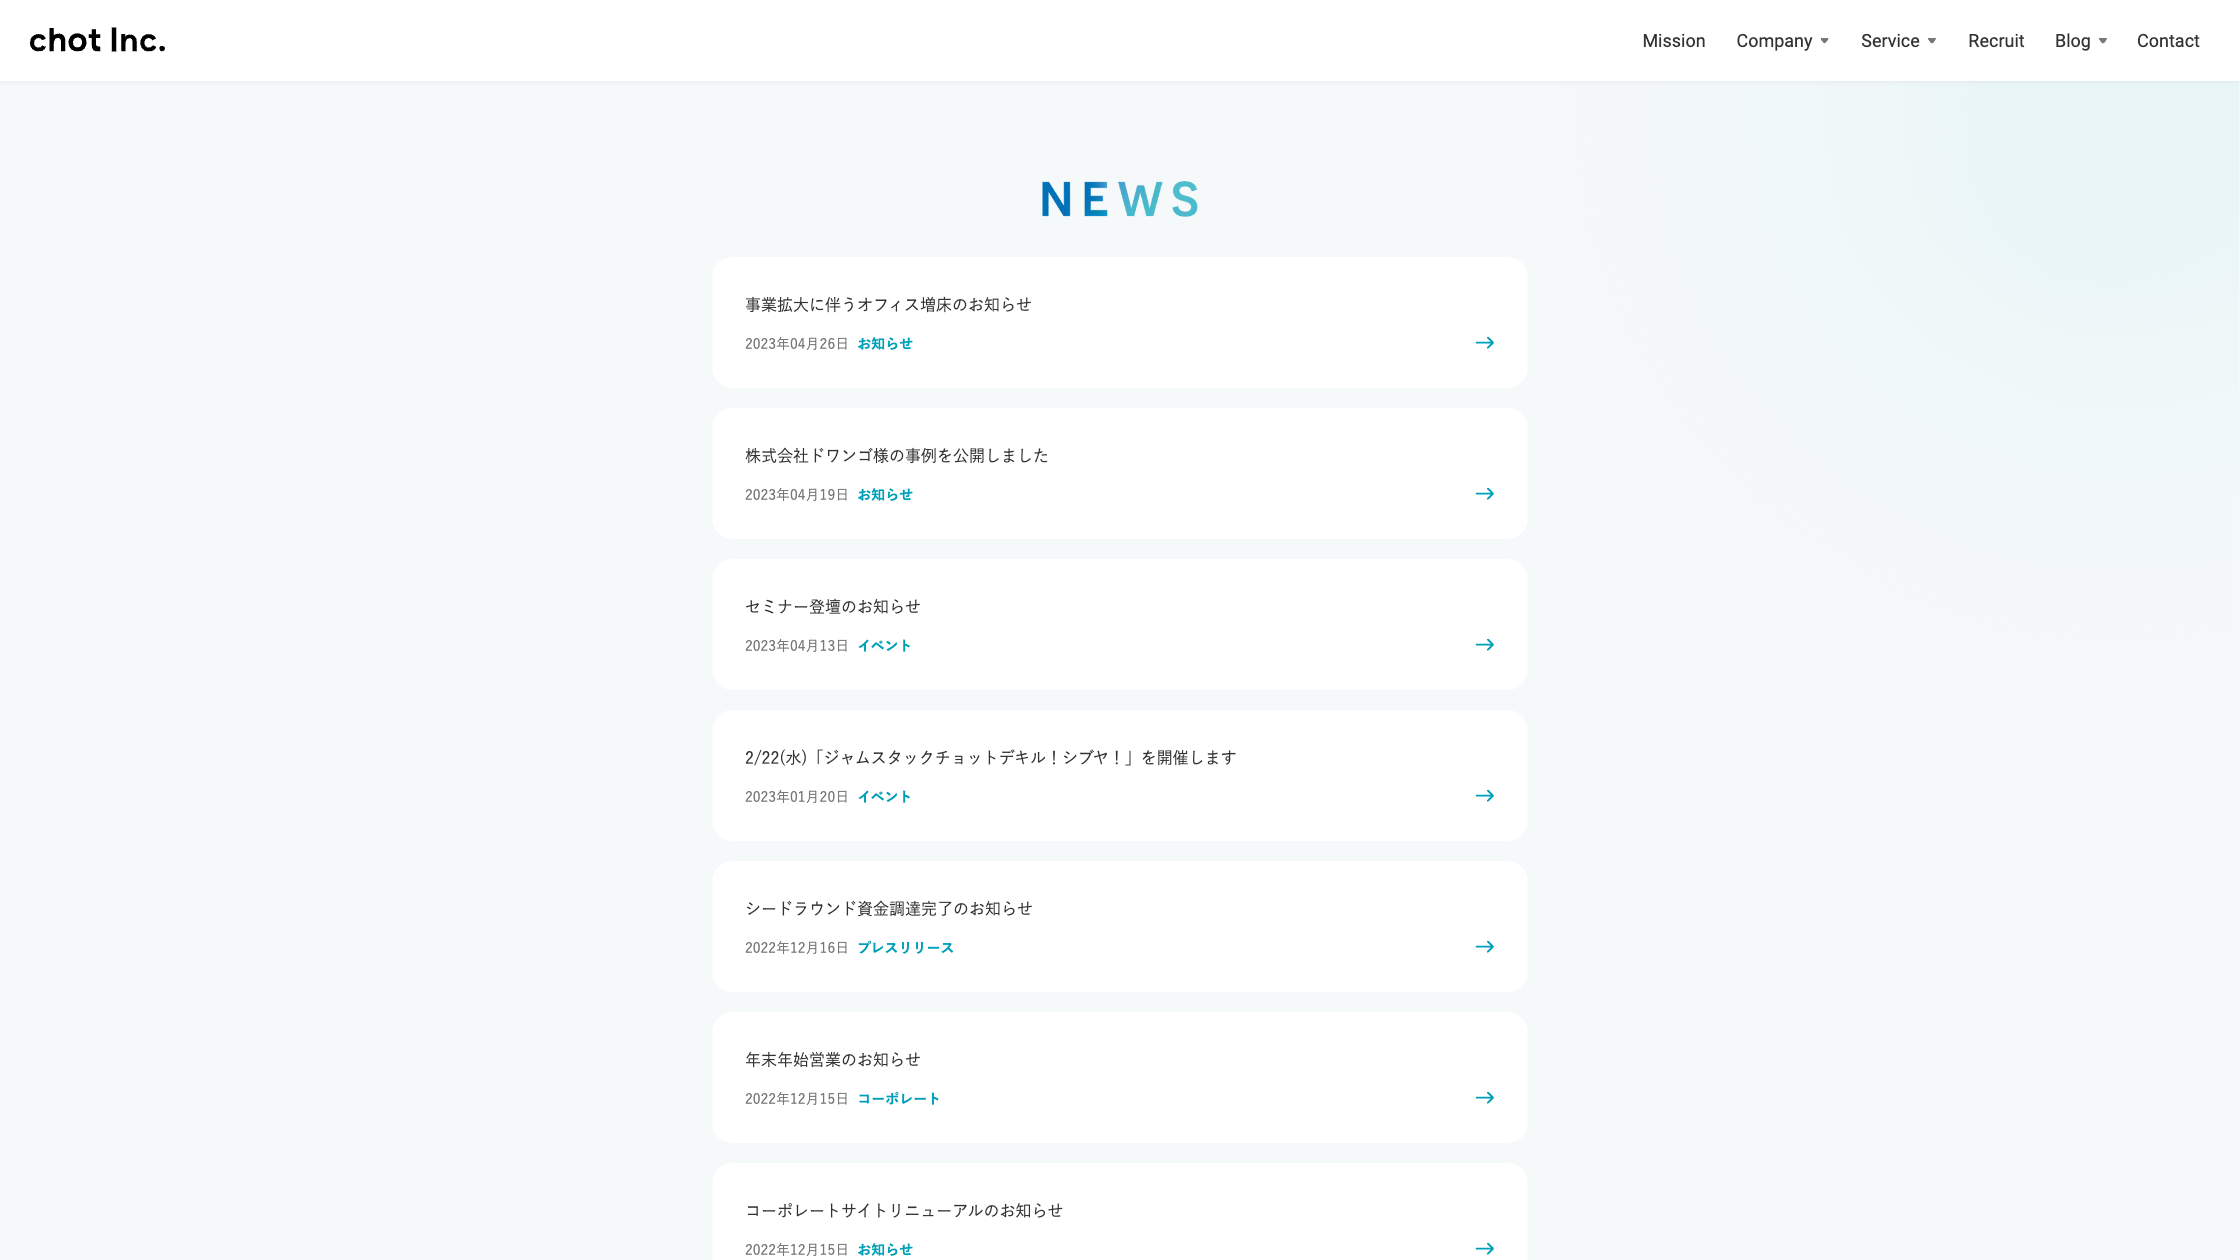 chot Inc.
Mission Company Service Recruit Blog Contact
NEWS
事業拡大に伴うオフィス増床のお知らせ
2023年04月26日 お知らせ
株式会社ドワンゴ様の事例を公開しました
2023年04月19日 お知らせ
セミナー登壇のお知らせ
2023年04月13日 イベント
2/22(水)「ジャムスタックチョットデキル！シブヤ！」を開催します
2023年01月20日 イベント
シードラウンド資金調達完了のお知らせ
2022年12月16日 プレスリリース
年末年始営業のお知らせ
2022年12月15日 コーポレート
コーポレートサイトリニューアルのお知らせ
2022年12月15日 お知らせ